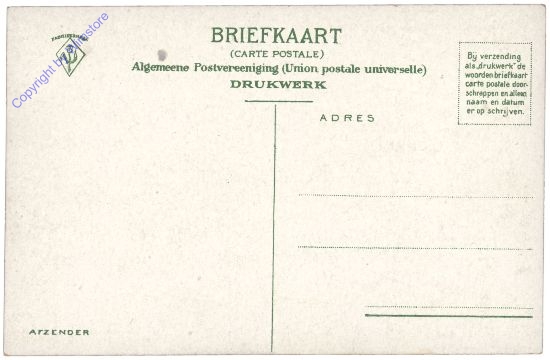 BRIEFKAART
(CARTE POSTALE)
Algemeene Postvereeniging (Union postale universelle)
DRUKWERK
Bij verzending
als „drukwerk” de
woorden briefkaart
carte postale door-
schrappen en alleen
naam en datum
er op schrijven.
ADRES
AFZENDER
Copyright by